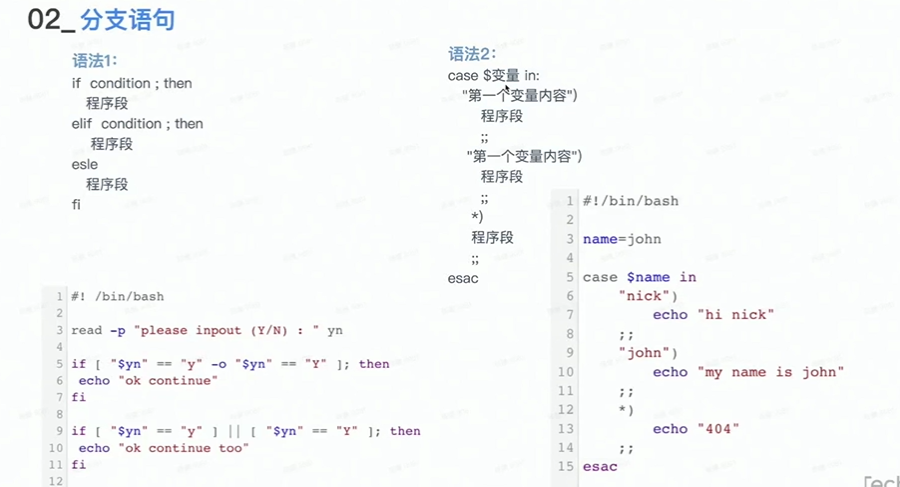 02_分支语句
语法1:
if condition ; then
程序段
elif condition ; then
程序段
esle
程序段
fi
语法2:
case $变量 in:
"第一个变量内容")
程序段
;;
"第一个变量内容")
程序段
;;
*)
程序段
;;
esac
1 #! /bin/bash
2
3 read -p "please inpout (Y/N) : " yn
4
5 if [ "$yn" == "y" -o "$yn" == "Y" ]; then
6 echo "ok continue"
7 fi
8
9 if [ "$yn" == "y" ] || [ "$yn" == "Y" ]; then
10 echo "ok continue too"
11 fi
12
1 #!/bin/bash
2
3 name=john
4
5 case $name in
6 "nick")
7 echo "hi nick"
8 ;;
9 "john")
10 echo "my name is john"
11 ;;
12 *)
13 echo "404"
14 ;;
15 esac